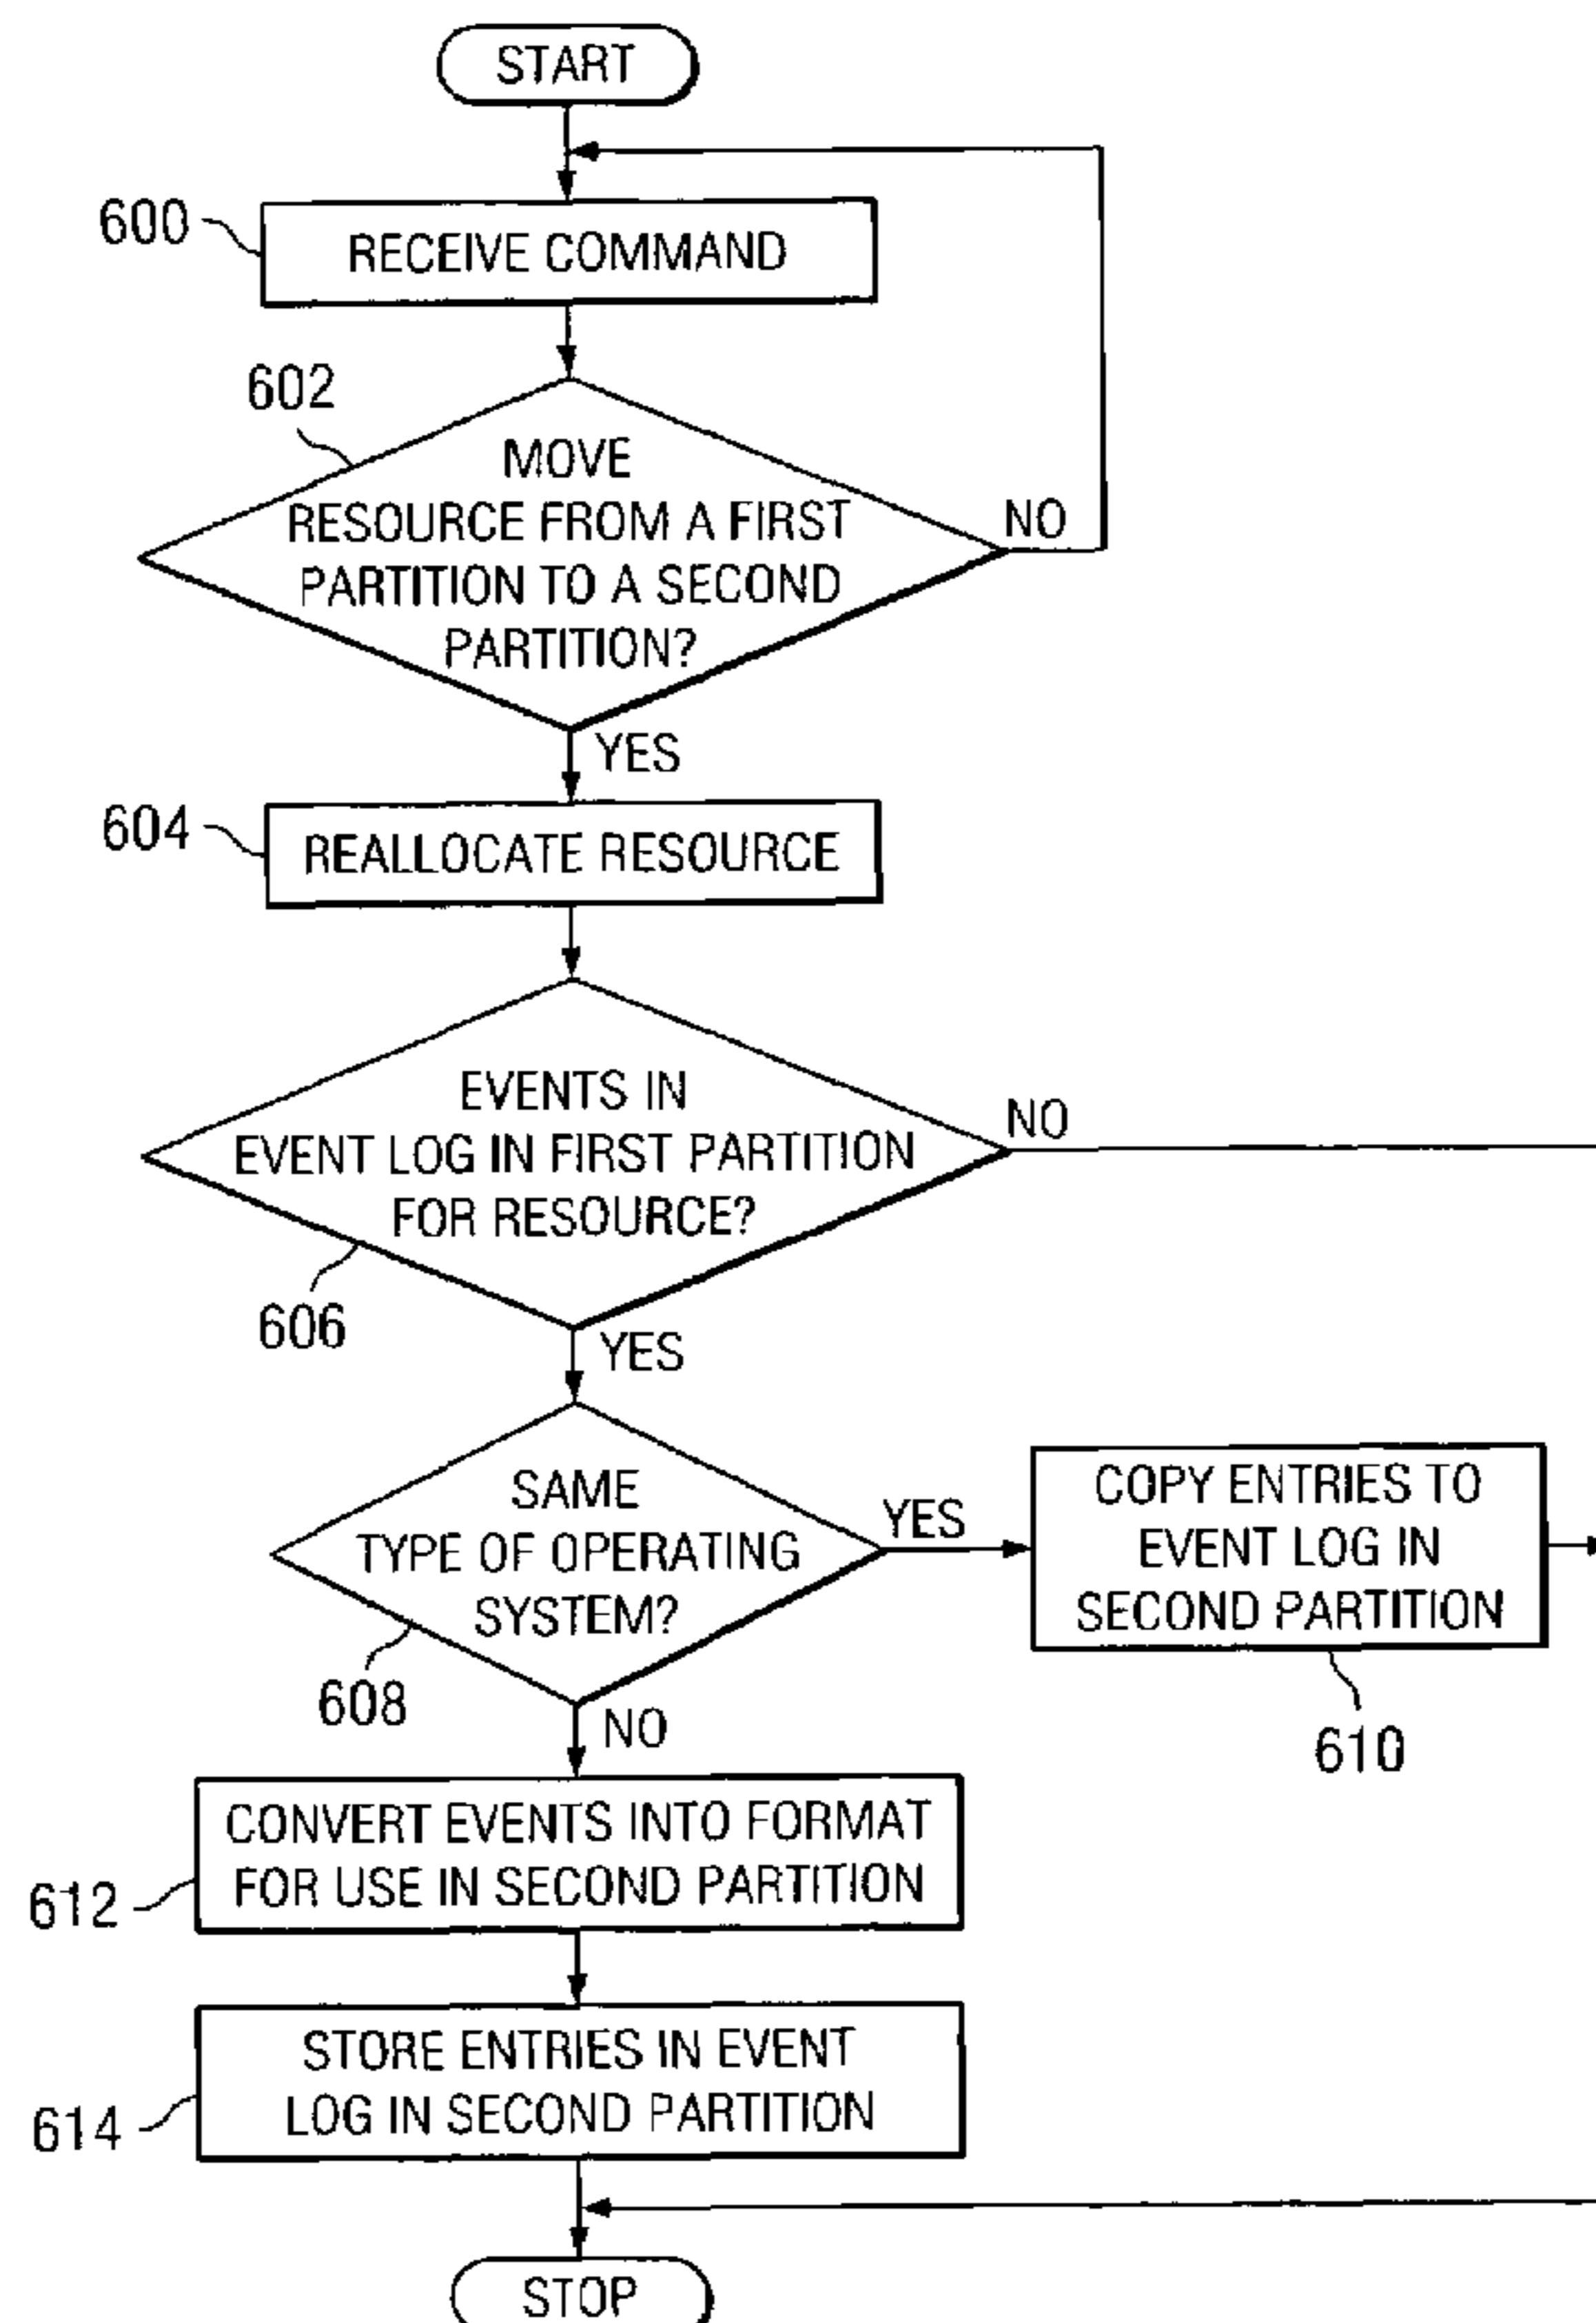 START
600
RECEIVE COMMAND
602
MOVE
RESOURCE FROM A FIRST
PARTITION TO A SECOND
PARTITION?
NO
YES
604
REALLOCATE RESOURCE
EVENTS IN
EVENT LOG IN FIRST PARTITION
FOR RESOURCE?
NO
606
YES
SAME
TYPE OF OPERATING
SYSTEM?
YES
608
NO
COPY ENTRIES TO
EVENT LOG IN
SECOND PARTITION
610
CONVERT EVENTS INTO FORMAT
FOR USE IN SECOND PARTITION
612
STORE ENTRIES IN EVENT
LOG IN SECOND PARTITION
614
STOP